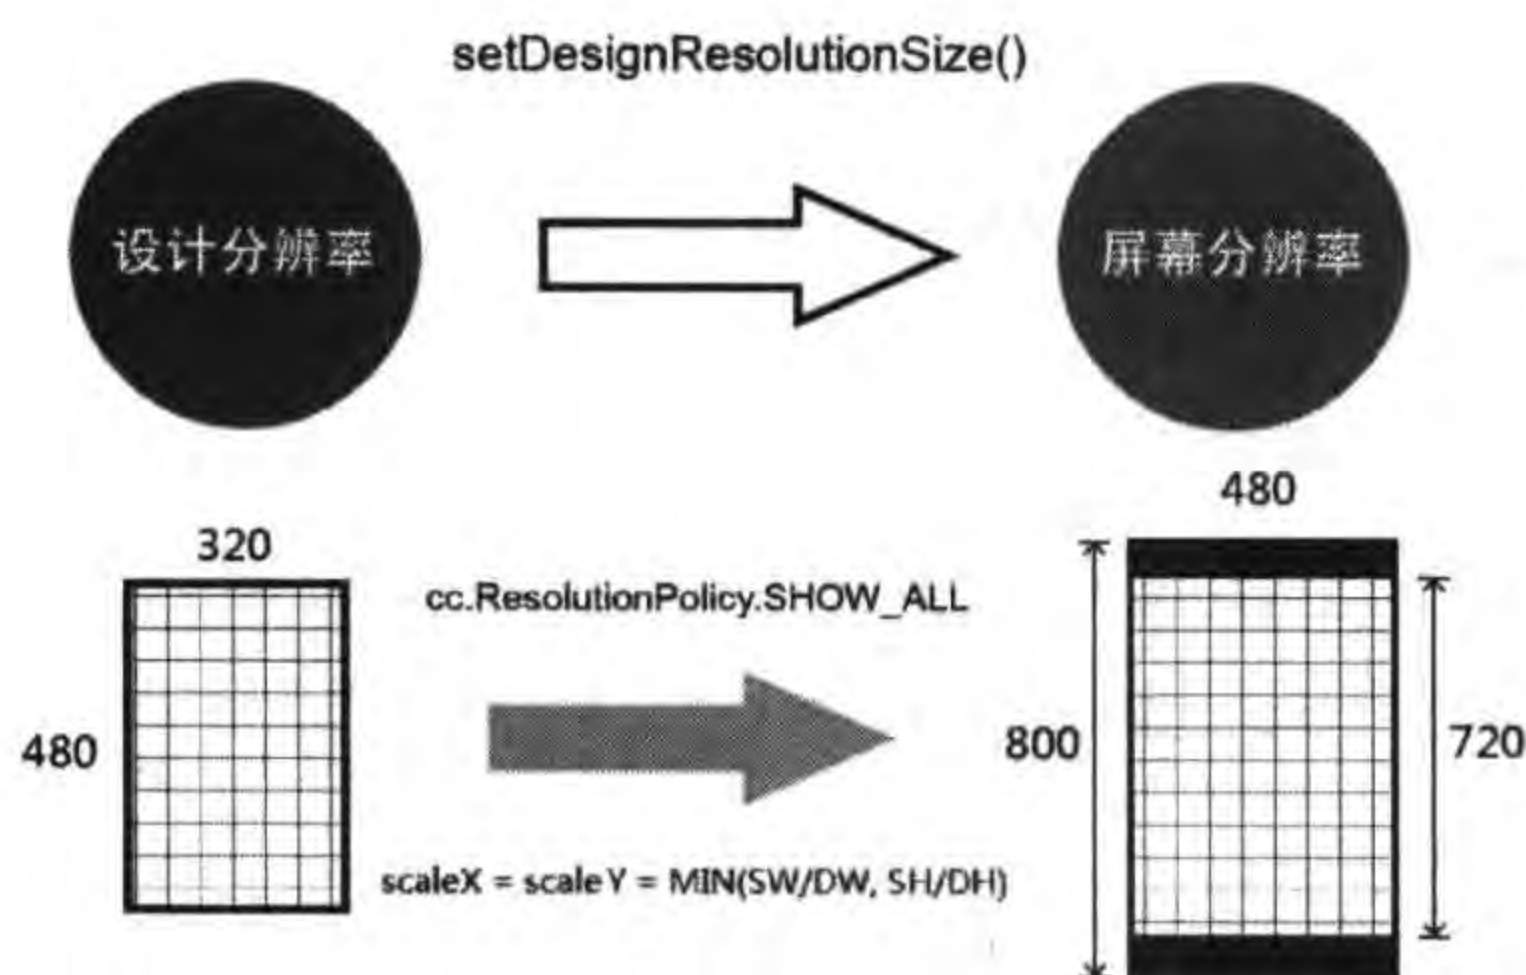 setDesignResolutionSize()
设计分辨率
屏幕分辨率
480
320
cc.ResolutionPolicy.SHOW_ALL
480
800
720
scaleX = scaleY = MIN(SW/DW, SH/DH)